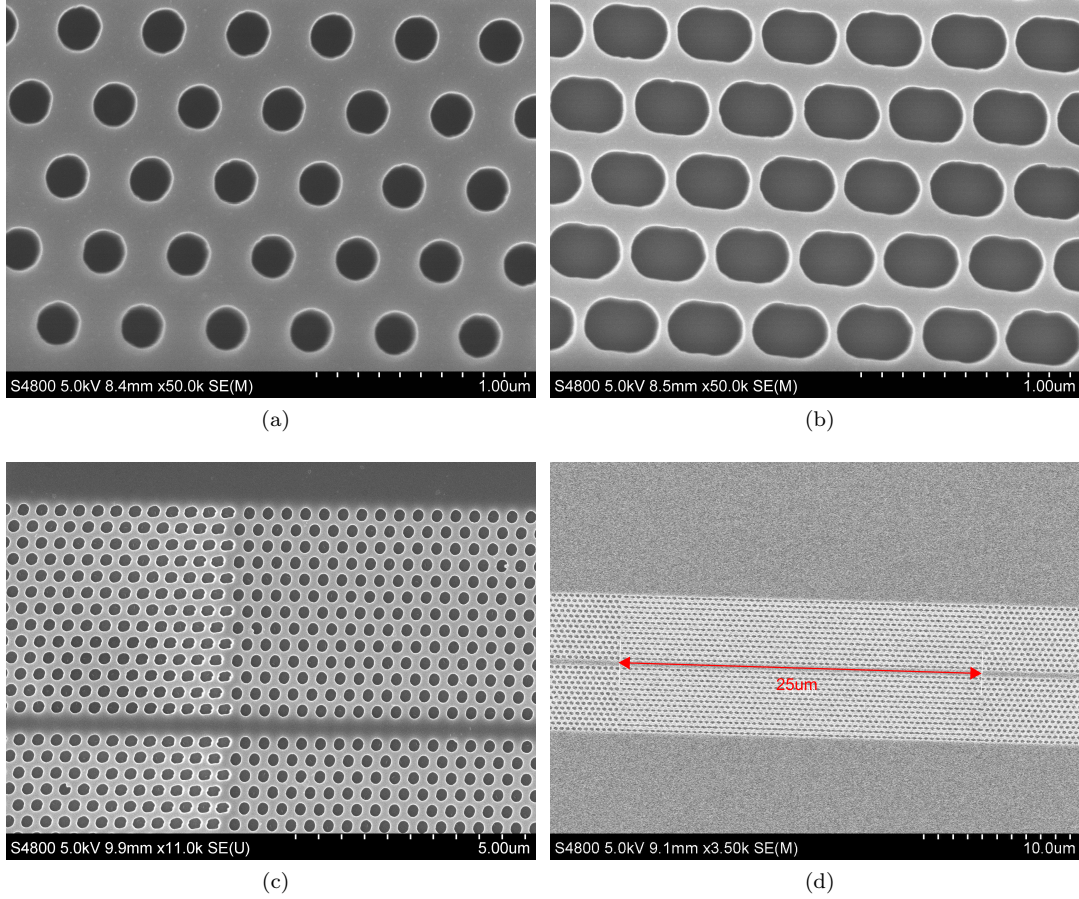 S4800 5.0kV 8.4mm x50.0k SE(M) 1.00um
S4800 5.0kV 8.5mm x50.0k SE(M) 1.00um
(a)
(b)
25um
S4800 5.0kV 9.9mm x11.0k SE(U) 5.00um
S4800 5.0kV 9.1mm x3.50k SE(M) 10.0um
(c)
(d)